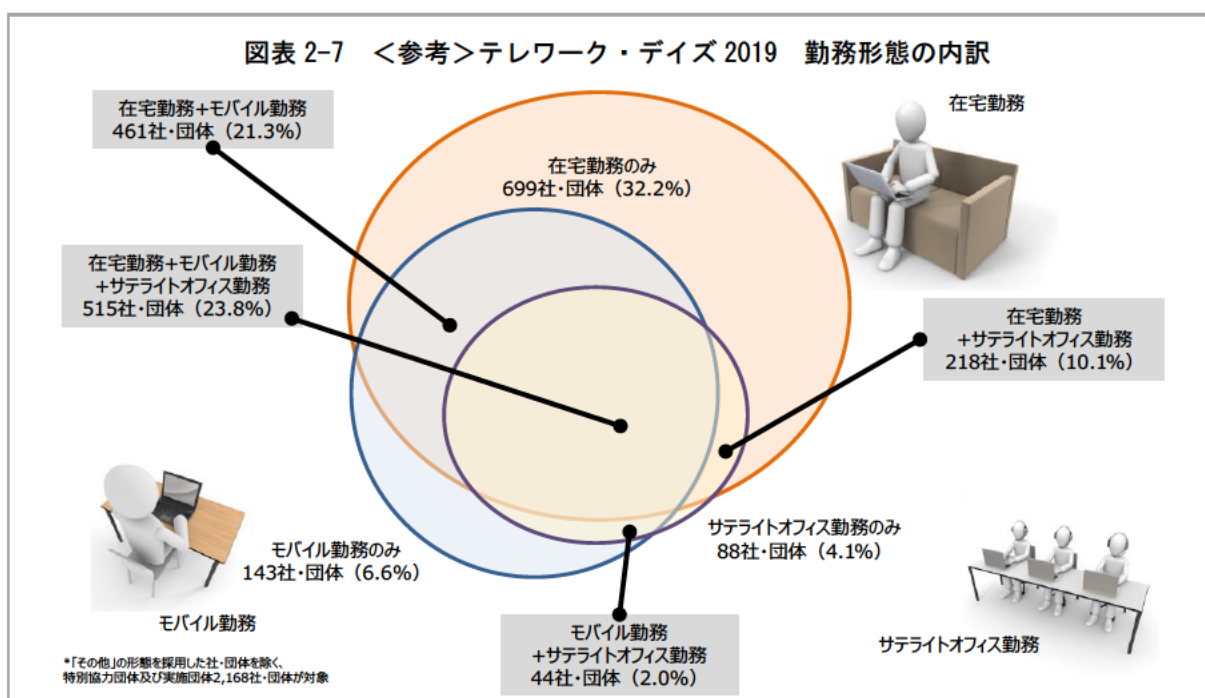 図表 2-7　＜参考＞テレワーク・デイズ 2019　勤務形態の内訳
在宅勤務+モバイル勤務
461社・団体（21.3%）
在宅勤務
在宅勤務のみ
699社・団体（32.2%）
在宅勤務+モバイル勤務
+サテライトオフィス勤務
515社・団体（23.8%）
在宅勤務
+サテライトオフィス勤務
218社・団体（10.1%）
モバイル勤務のみ
143社・団体（6.6%）
サテライトオフィス勤務のみ
88社・団体（4.1%）
モバイル勤務
モバイル勤務
+サテライトオフィス勤務
44社・団体（2.0%）
サテライトオフィス勤務
*「その他」の形態を採用した社・団体を除く、
特別協力団体及び実施団体2,168社・団体が対象